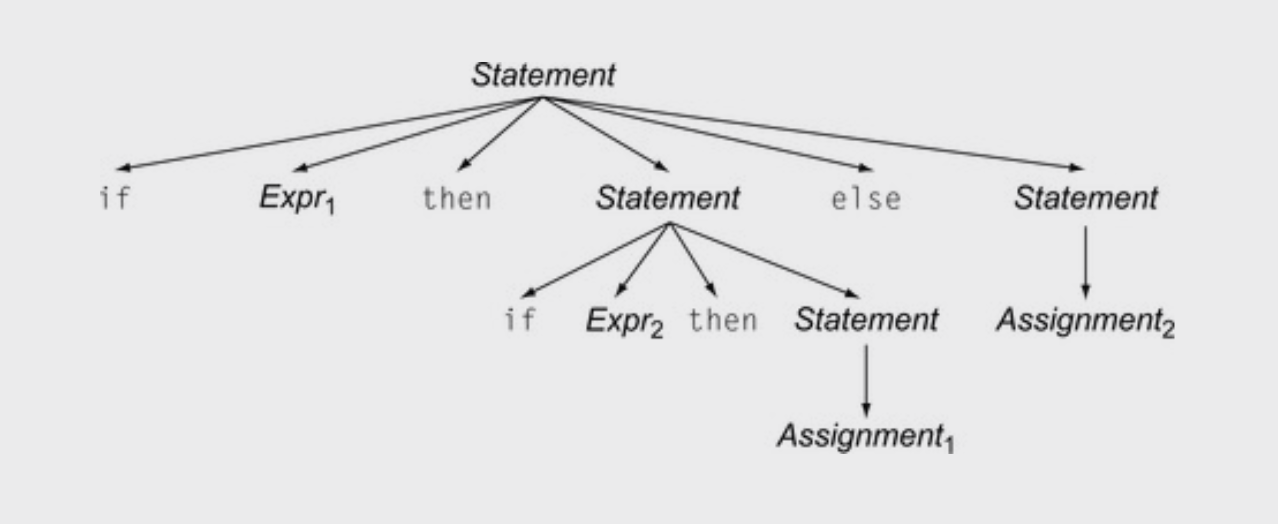 Statement
if Expr₁ then Statement else Statement
if Expr₂ then Statement Assignment₂
Assignment₁